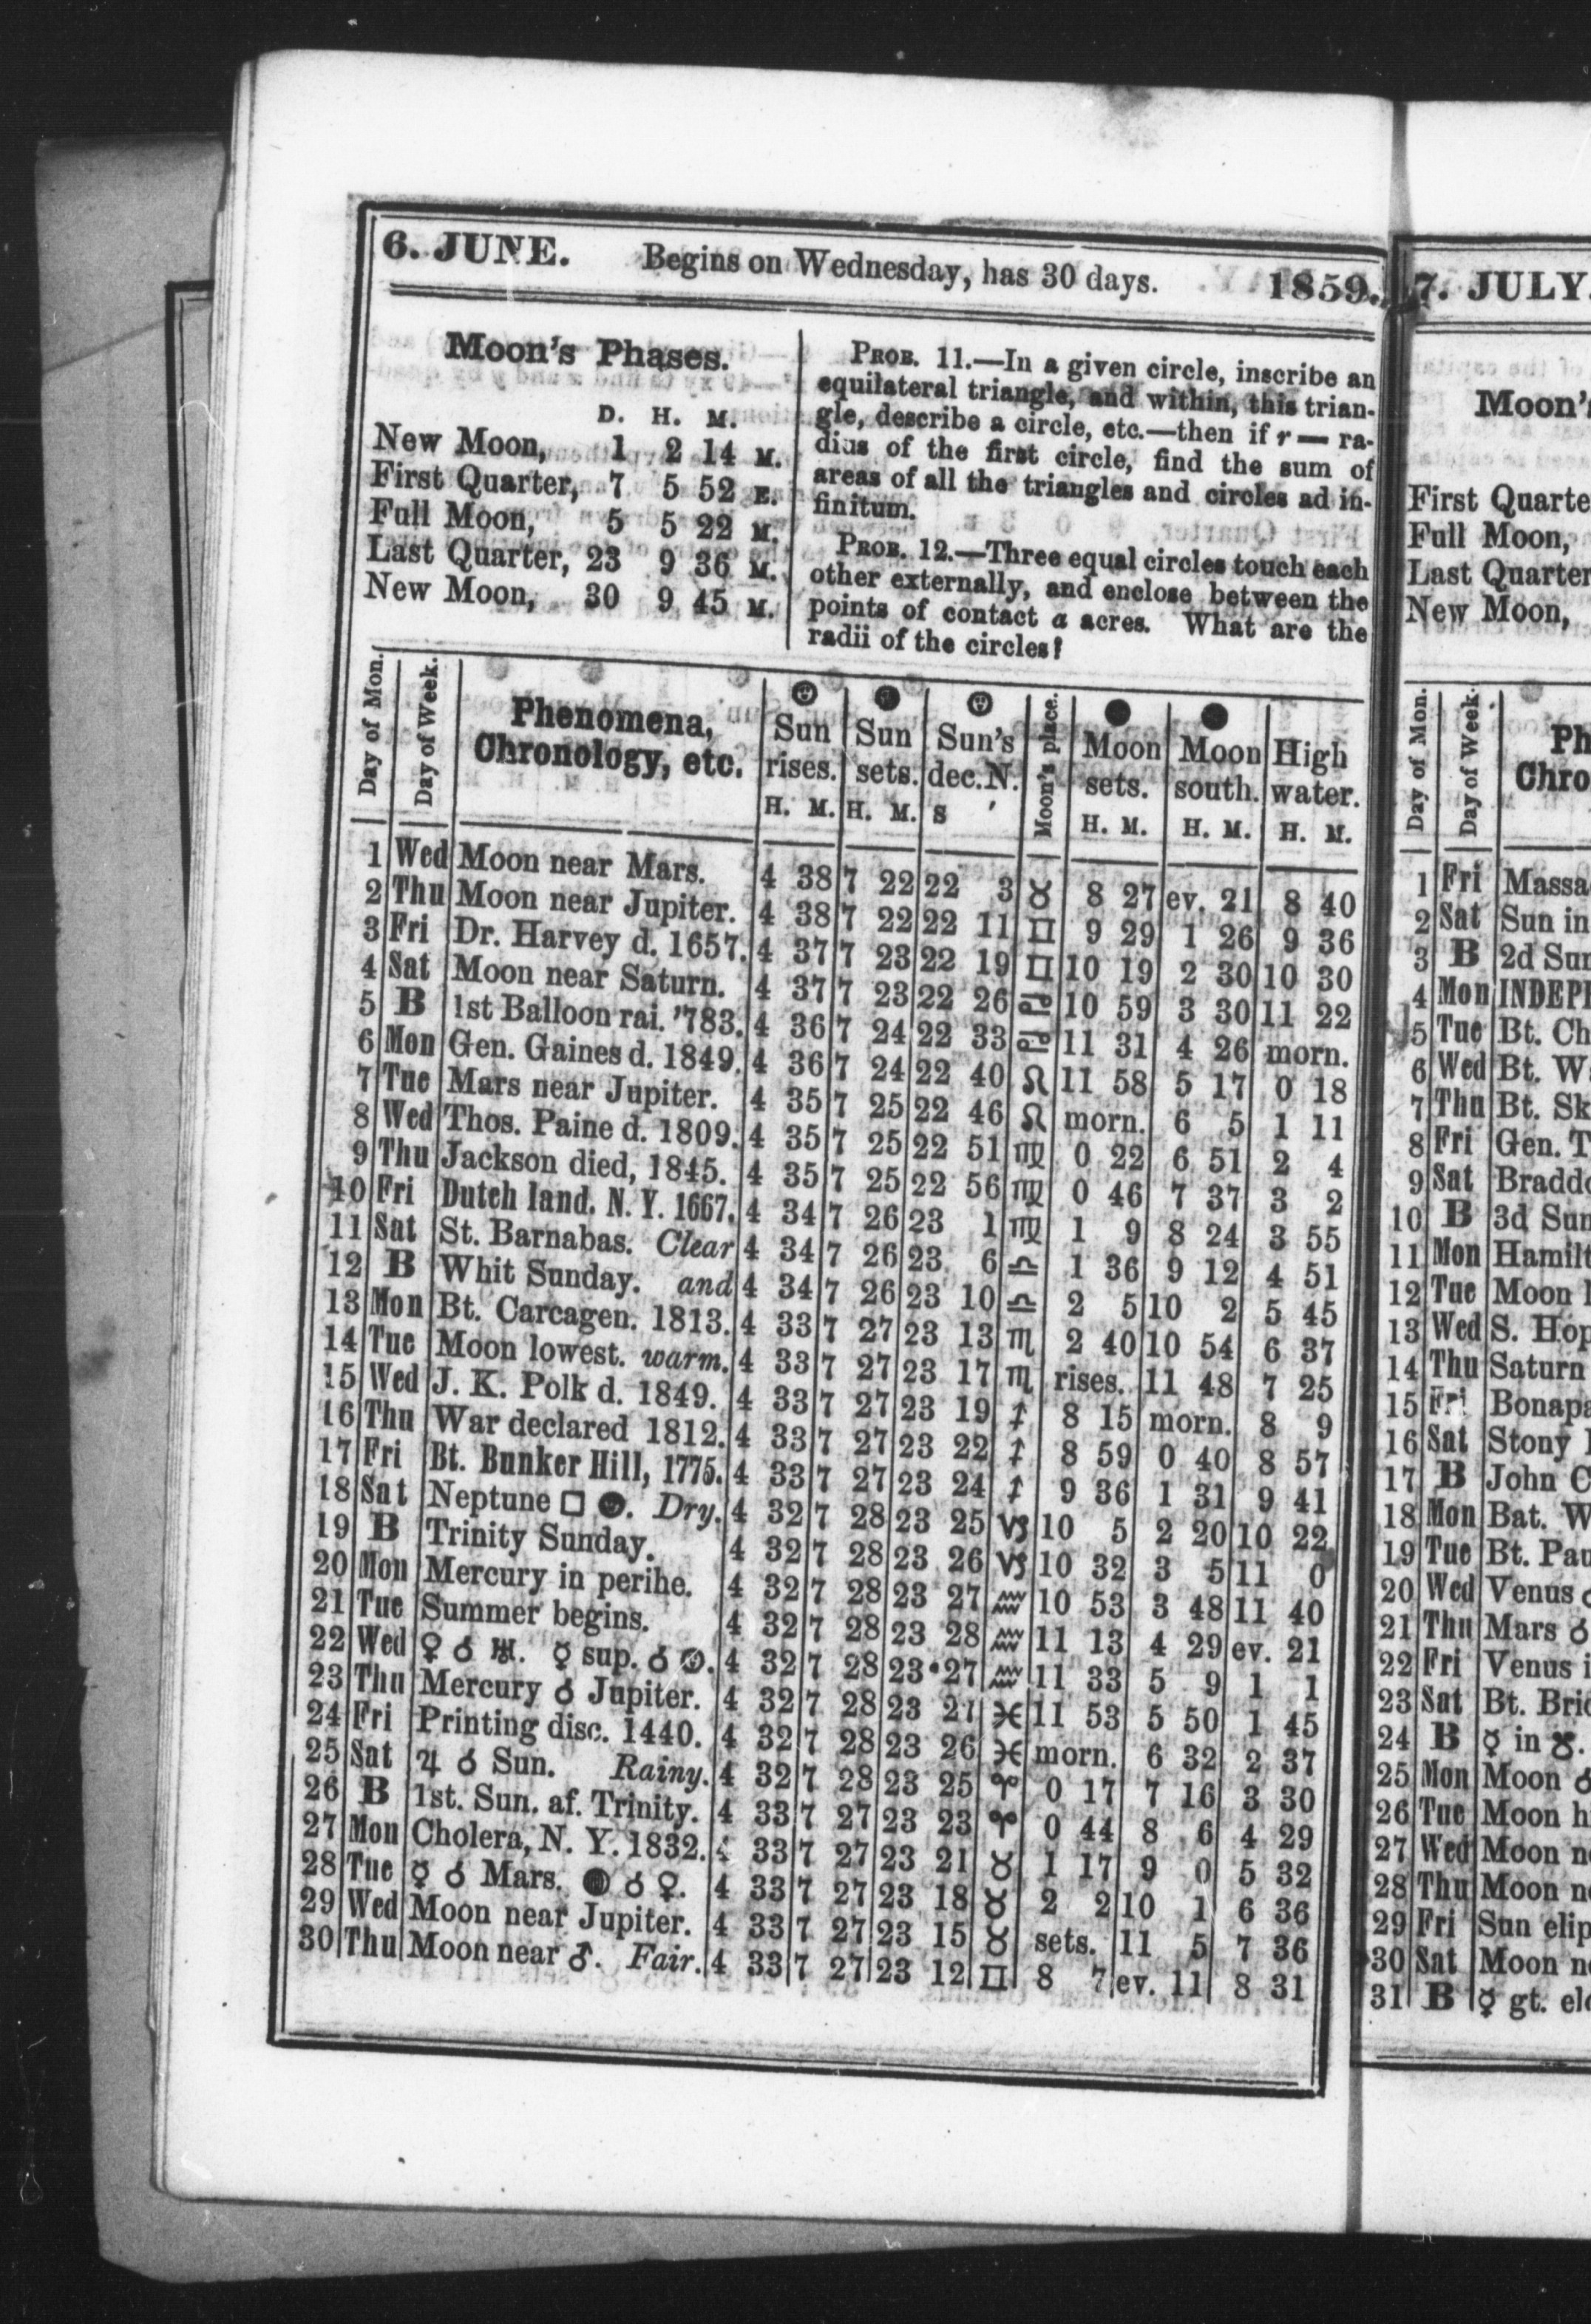 6. JUNE. Begins on Wednesday, has 30 days. 1859.
Moon's Phases.
D. H. M.
New Moon, 1 2 14 M.
First Quarter, 7 5 52 E.
Full Moon, 5 5 22 M.
Last Quarter, 23 9 36 M.
New Moon, 30 9 45 M.
PROB. 11.—In a given circle, inscribe an
equilateral triangle, and within, this trian-
gle, describe a circle, etc.—then if r = ra-
dius of the first circle, find the sum of
areas of all the triangles and circles ad in-
finitum.
PROB. 12.—Three equal circles touch each
other externally, and enclose between the
points of contact a acres. What are the
radii of the circles?
Day of Mon. Day of Week. Phenomena, Chronology, etc. Sun rises. Sun sets. Sun's dec. N. Moon's place. Moon sets. Moon south. High water.
H. M. H. M. S ' H. M. H. M. H. M.
1 Wed Moon near Mars. 4 38 7 22 22 3 ♉ 8 27 ev. 21 8 40
2 Thu Moon near Jupiter. 4 38 7 22 22 11 ♊ 9 29 1 26 9 36
3 Fri Dr. Harvey d. 1657. 4 37 7 23 22 19 ♊ 10 19 2 30 10 30
4 Sat Moon near Saturn. 4 37 7 23 22 26 ♋ 10 59 3 30 11 22
5 B 1st Balloon rai. '783. 4 36 7 24 22 33 ♋ 11 31 4 26 morn.
6 Mon Gen. Gaines d. 1849. 4 36 7 24 22 40 ♌ 11 58 5 17 0 18
7 Tue Mars near Jupiter. 4 35 7 25 22 46 ♌ morn. 6 5 1 11
8 Wed Thos. Paine d. 1809. 4 35 7 25 22 51 ♍ 0 22 6 51 2 4
9 Thu Jackson died, 1845. 4 35 7 25 22 56 ♍ 0 46 7 37 3 2
10 Fri Dutch land. N. Y. 1667. 4 34 7 26 23 1 ♍ 1 9 8 24 3 55
11 Sat St. Barnabas. Clear 4 34 7 26 23 6 ♎ 1 36 9 12 4 51
12 B Whit Sunday. and 4 34 7 26 23 10 ♎ 2 5 10 2 5 45
13 Mon Bt. Carcagen. 1813. 4 33 7 27 23 13 ♏ 2 40 10 54 6 37
14 Tue Moon lowest. warm. 4 33 7 27 23 17 ♏ rises. 11 48 7 25
15 Wed J. K. Polk d. 1849. 4 33 7 27 23 19 ♐ 8 15 morn. 8 9
16 Thu War declared 1812. 4 33 7 27 23 22 ♐ 8 59 0 40 8 57
17 Fri Bt. Bunker Hill, 1775. 4 33 7 27 23 24 ♐ 9 36 1 31 9 41
18 Sat Neptune □ ☉. Dry. 4 32 7 28 23 25 ♑ 10 5 2 20 10 22
19 B Trinity Sunday. 4 32 7 28 23 26 ♑ 10 32 3 5 11 0
20 Mon Mercury in perihe. 4 32 7 28 23 27 ♒ 10 53 3 48 11 40
21 Tue Summer begins. 4 32 7 28 23 28 ♒ 11 13 4 29 ev. 21
22 Wed ♀ ☌ ♅. ☿ sup. ☌ ☉. 4 32 7 28 23 27 ♒ 11 33 5 9 1 1
23 Thu Mercury ☌ Jupiter. 4 32 7 28 23 27 ♓ 11 53 5 50 1 45
24 Fri Printing disc. 1440. 4 32 7 28 23 26 ♓ morn. 6 32 2 37
25 Sat ♃ ☌ Sun. Rainy. 4 32 7 28 23 25 ♈ 0 17 7 16 3 30
26 B 1st. Sun. af. Trinity. 4 33 7 27 23 23 ♈ 0 44 8 6 4 29
27 Mon Cholera, N. Y. 1832. 4 33 7 27 23 21 ♉ 1 17 9 0 5 32
28 Tue ☿ ☌ Mars. ● ☌ ♀. 4 33 7 27 23 18 ♉ 2 2 10 1 6 36
29 Wed Moon near Jupiter. 4 33 7 27 23 15 ♉ sets. 11 5 7 36
30 Thu Moon near ♂. Fair. 4 33 7 27 23 12 ♊ 8 7 ev. 11 8 31
7. JULY.
Moon's
First Quarte
Full Moon,
Last Quarter
New Moon,
Day of Mon. Day of Week. Ph
Chro
1 Fri Massa
2 Sat Sun in
3 B 2d Sun
4 Mon INDEPE
5 Tue Bt. Ch
6 Wed Bt. W
7 Thu Bt. Sk
8 Fri Gen. T
9 Sat Braddo
10 B 3d Sun
11 Mon Hamilt
12 Tue Moon
13 Wed S. Hop
14 Thu Saturn
15 Fri Bonapa
16 Sat Stony
17 B John C
18 Mon Bat. W
19 Tue Bt. Pau
20 Wed Venus
21 Thu Mars ☌
22 Fri Venus i
23 Sat Bt. Brid
24 B ☿ in ☋.
25 Mon Moon ☌
26 Tue Moon h
27 Wed Moon ne
28 Thu Moon ne
29 Fri Sun elip
30 Sat Moon ne
31 B ☿ gt. elo